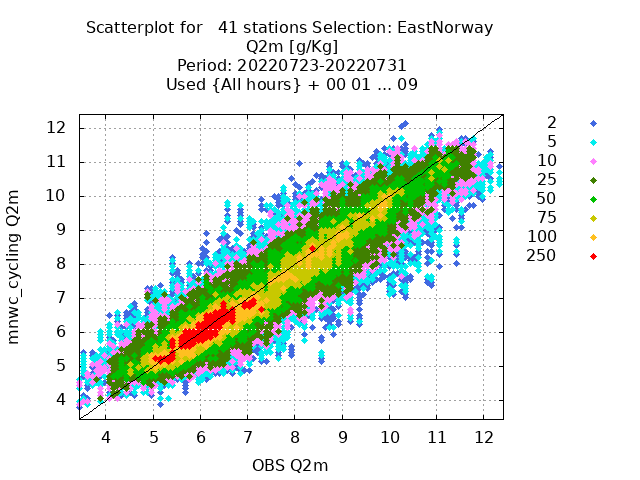 Scatterplot for   41 stations Selection: EastNorway
Q2m [g/Kg]
Period: 20220723-20220731
Used {All hours} + 00 01 ... 09
2
5
10
25
50
75
100
250
12
11
10
9
8
7
6
5
4
mnwc_cycling Q2m
4 5 6 7 8 9 10 11 12
OBS Q2m